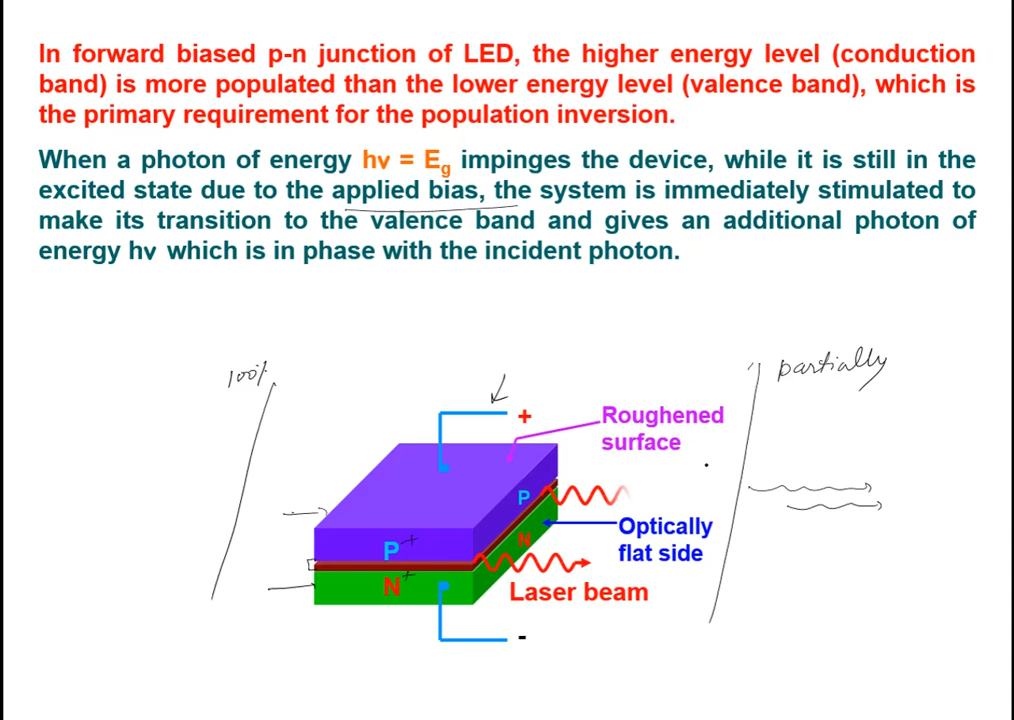 In forward biased p-n junction of LED, the higher energy level (conduction
band) is more populated than the lower energy level (valence band), which is
the primary requirement for the population inversion.
When a photon of energy hν = Eg impinges the device, while it is still in the
excited state due to the applied bias, the system is immediately stimulated to
make its transition to the valence band and gives an additional photon of
energy hν which is in phase with the incident photon.
100%
partially
+
Roughened
surface
P
Optically
flat side
N
P+
N+
Laser beam
-